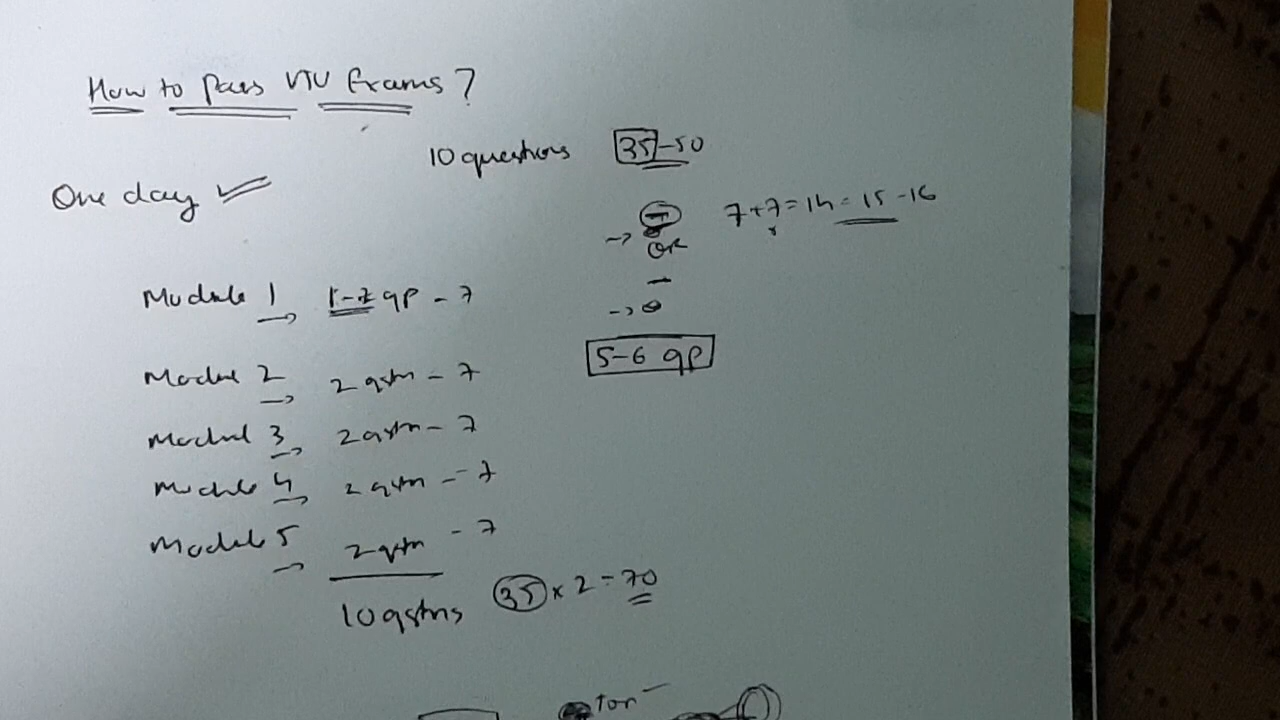 How to Pass VTU Exams?
10 questions 35-50
One day
7+7=14=15-16
OR
Module 1 1-2 qp - 7
5-6 qp
Module 2 2 qstn - 7
Module 3 2 qstn - 7
Module 4 2 qstn - 7
Module 5 2 qstn - 7
10 qstns 35 x 2 = 70